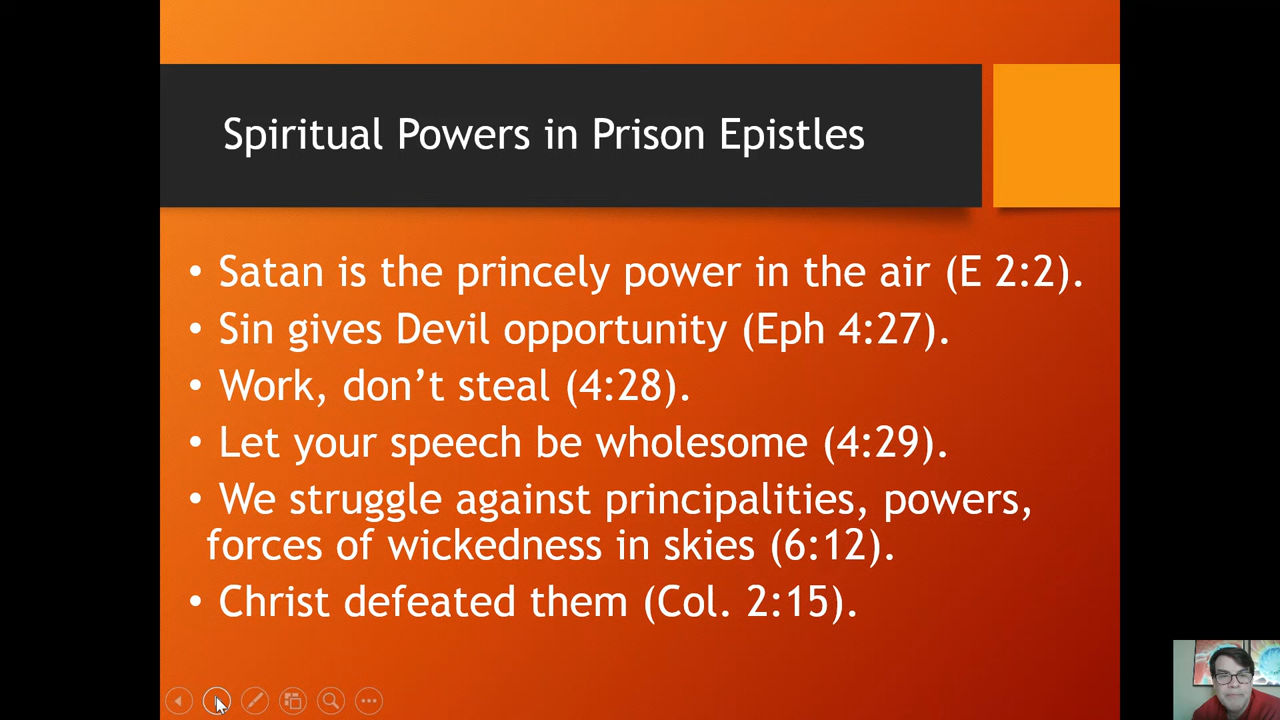 Spiritual Powers in Prison Epistles
• Satan is the princely power in the air (E 2:2).
• Sin gives Devil opportunity (Eph 4:27).
• Work, don’t steal (4:28).
• Let your speech be wholesome (4:29).
• We struggle against principalities, powers,
forces of wickedness in skies (6:12).
• Christ defeated them (Col. 2:15).